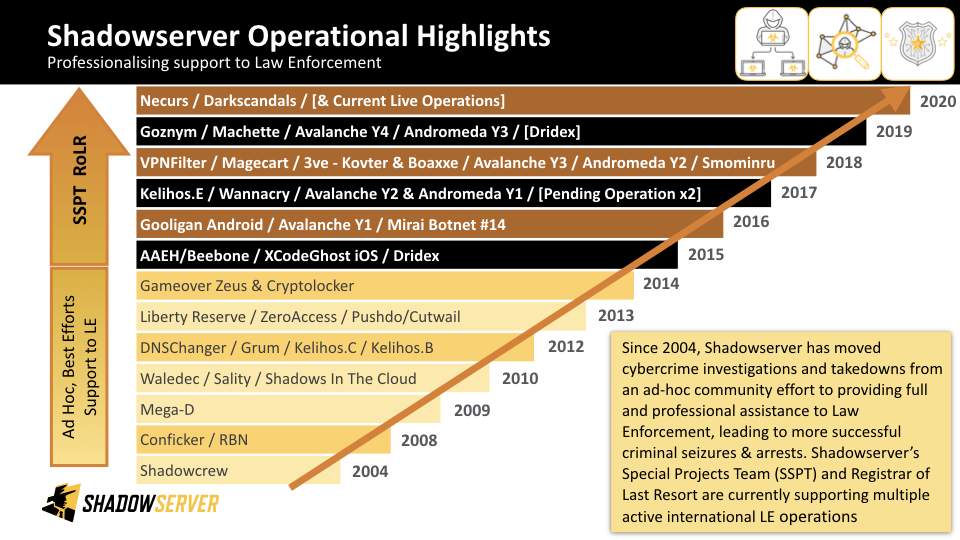 Shadowserver Operational Highlights
Professionalising support to Law Enforcement
SSPT RoLR
Ad Hoc, Best Efforts
Support to LE
Necurs / Darkscandals / [& Current Live Operations]
2020
Goznym / Machette / Avalanche Y4 / Andromeda Y3 / [Dridex]
2019
VPNFilter / Magecart / 3ve - Kovter & Boaxxe / Avalanche Y3 / Andromeda Y2 / Smominru
2018
Kelihos.E / Wannacry / Avalanche Y2 & Andromeda Y1 / [Pending Operation x2]
2017
Gooligan Android / Avalanche Y1 / Mirai Botnet #14
2016
AAEH/Beebone / XCodeGhost iOS / Dridex
2015
Gameover Zeus & Cryptolocker
2014
Liberty Reserve / ZeroAccess / Pushdo/Cutwail
2013
DNSChanger / Grum / Kelihos.C / Kelihos.B
2012
Waledec / Sality / Shadows In The Cloud
2010
Mega-D
2009
Conficker / RBN
2008
Shadowcrew
2004
Since 2004, Shadowserver has moved
cybercrime investigations and takedowns from
an ad-hoc community effort to providing full
and professional assistance to Law
Enforcement, leading to more successful
criminal seizures & arrests. Shadowserver's
Special Projects Team (SSPT) and Registrar of
Last Resort are currently supporting multiple
active international LE operations
SHADOWSERVER